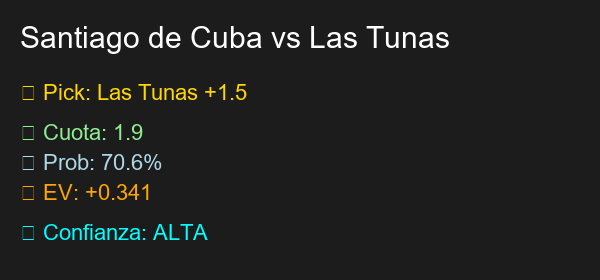 Santiago de Cuba vs Las Tunas
Pick: Las Tunas +1.5
Cuota: 1.9
Prob: 70.6%
EV: +0.341
Confianza: ALTA